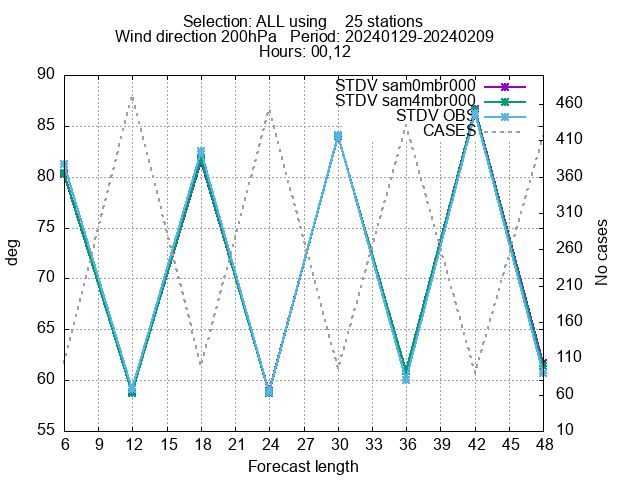 Selection: ALL using 25 stations
Wind direction 200hPa Period: 20240129-20240209
Hours: 00,12
STDV sam0mbr000
STDV sam4mbr000
STDV OBS
CASES
90
85
80
75
70
65
60
55
460
410
360
310
260
210
160
110
60
10
deg
No cases
6 9 12 15 18 21 24 27 30 33 36 39 42 45 48
Forecast length